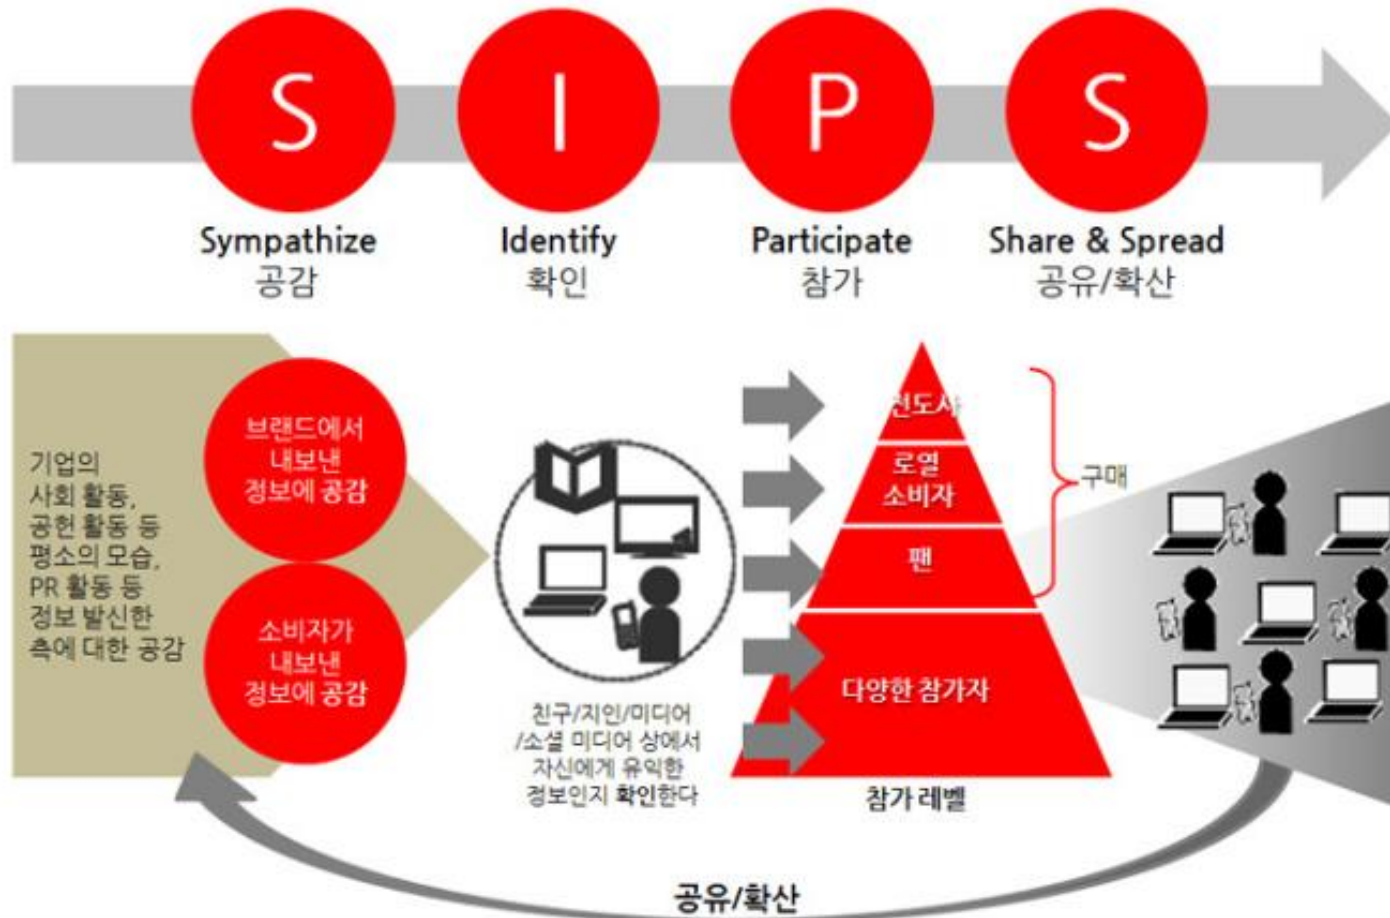 S I P S
Sympathize
공감
Identify
확인
Participate
참가
Share & Spread
공유/확산
기업의
사회 활동,
공헌 활동 등
평소의 모습,
PR 활동 등
정보 발신한
측에 대한 공감
브랜드에서
내보낸
정보에 공감
소비자가
내보낸
정보에 공감
친구/지인/미디어
/소셜 미디어 상에서
자신에게 유익한
정보인지 확인한다
전도사
로열
소비자
팬
다양한 참가자
참가 레벨
구매
공유/확산